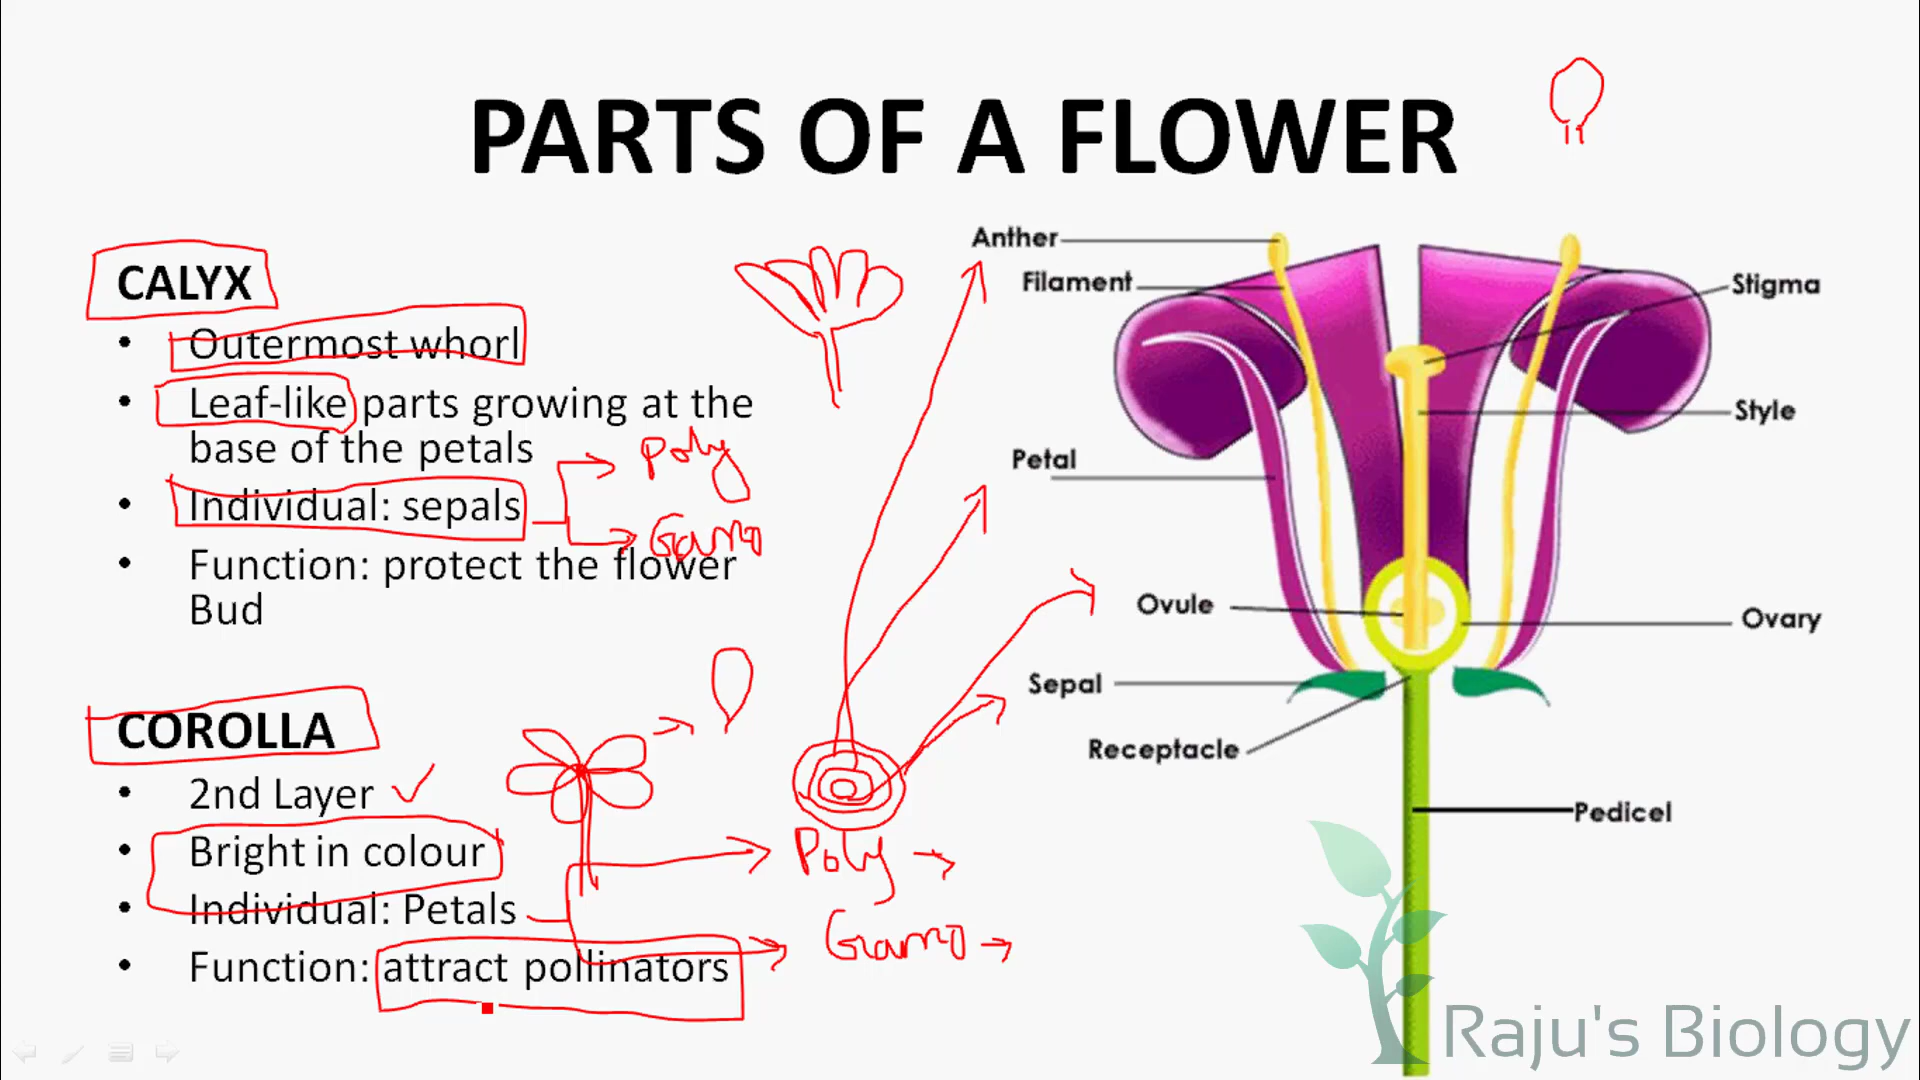 PARTS OF A FLOWER
CALYX
• Outermost whorl
• Leaf-like parts growing at the
base of the petals
• Individual: sepals
Poly
Gamo
• Function: protect the flower
Bud
COROLLA
• 2nd Layer
• Bright in colour
• Individual: Petals
• Function: attract pollinators
Poly
Gamo
Anther
Filament
Stigma
Style
Petal
Ovule
Ovary
Sepal
Receptacle
Pedicel
Raju's Biology